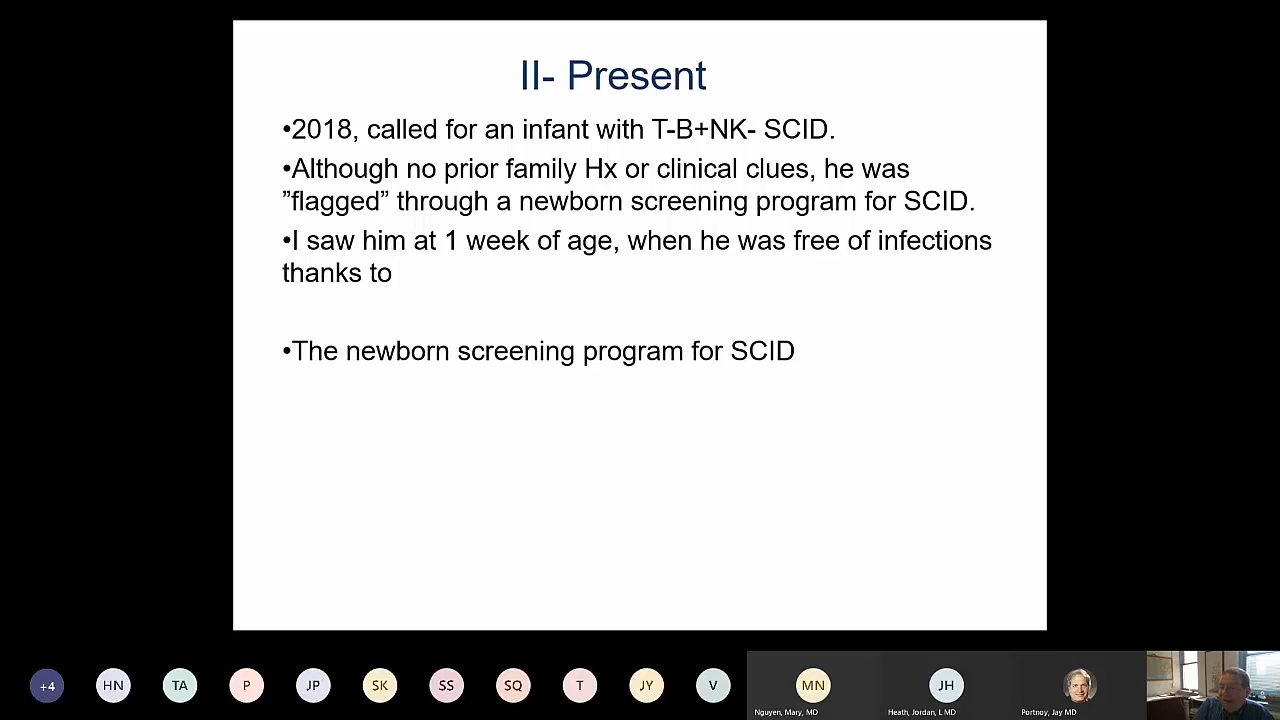 II- Present
•2018, called for an infant with T-B+NK- SCID.
•Although no prior family Hx or clinical clues, he was
”flagged” through a newborn screening program for SCID.
•I saw him at 1 week of age, when he was free of infections
thanks to
•The newborn screening program for SCID
+4 HN TA P JP SK SS SQ T JY V MN JH
Nguyen, Mary, MD Heath, Jordan, L MD Portnoy, Jay MD